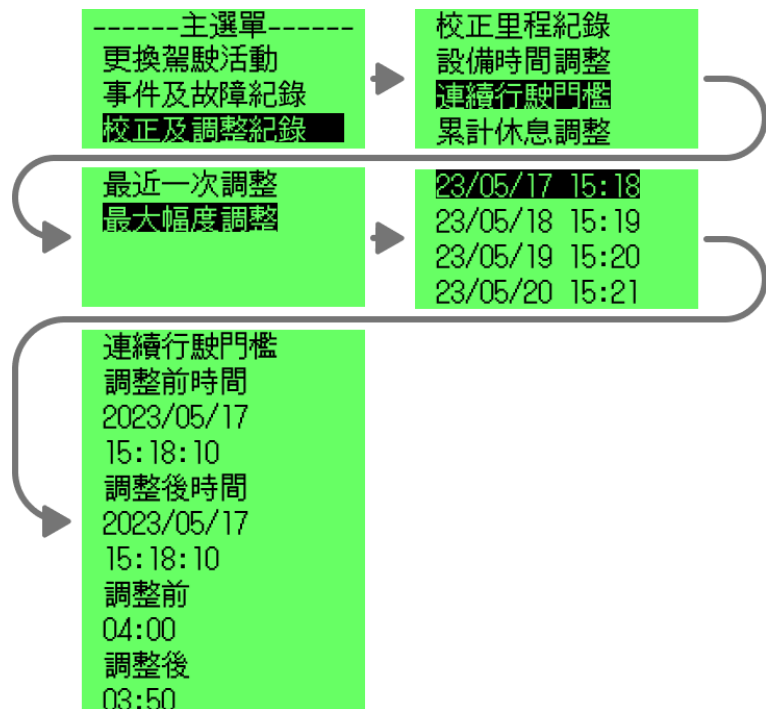 ------主選單------
更換駕駛活動
事件及故障紀錄
校正及調整紀錄
校正里程紀錄
設備時間調整
連續行駛門檻
累計休息調整
最近一次調整
最大幅度調整
23/05/17 15:18
23/05/18 15:19
23/05/19 15:20
23/05/20 15:21
連續行駛門檻
調整前時間
2023/05/17
15:18:10
調整後時間
2023/05/17
15:18:10
調整前
04:00
調整後
03:50